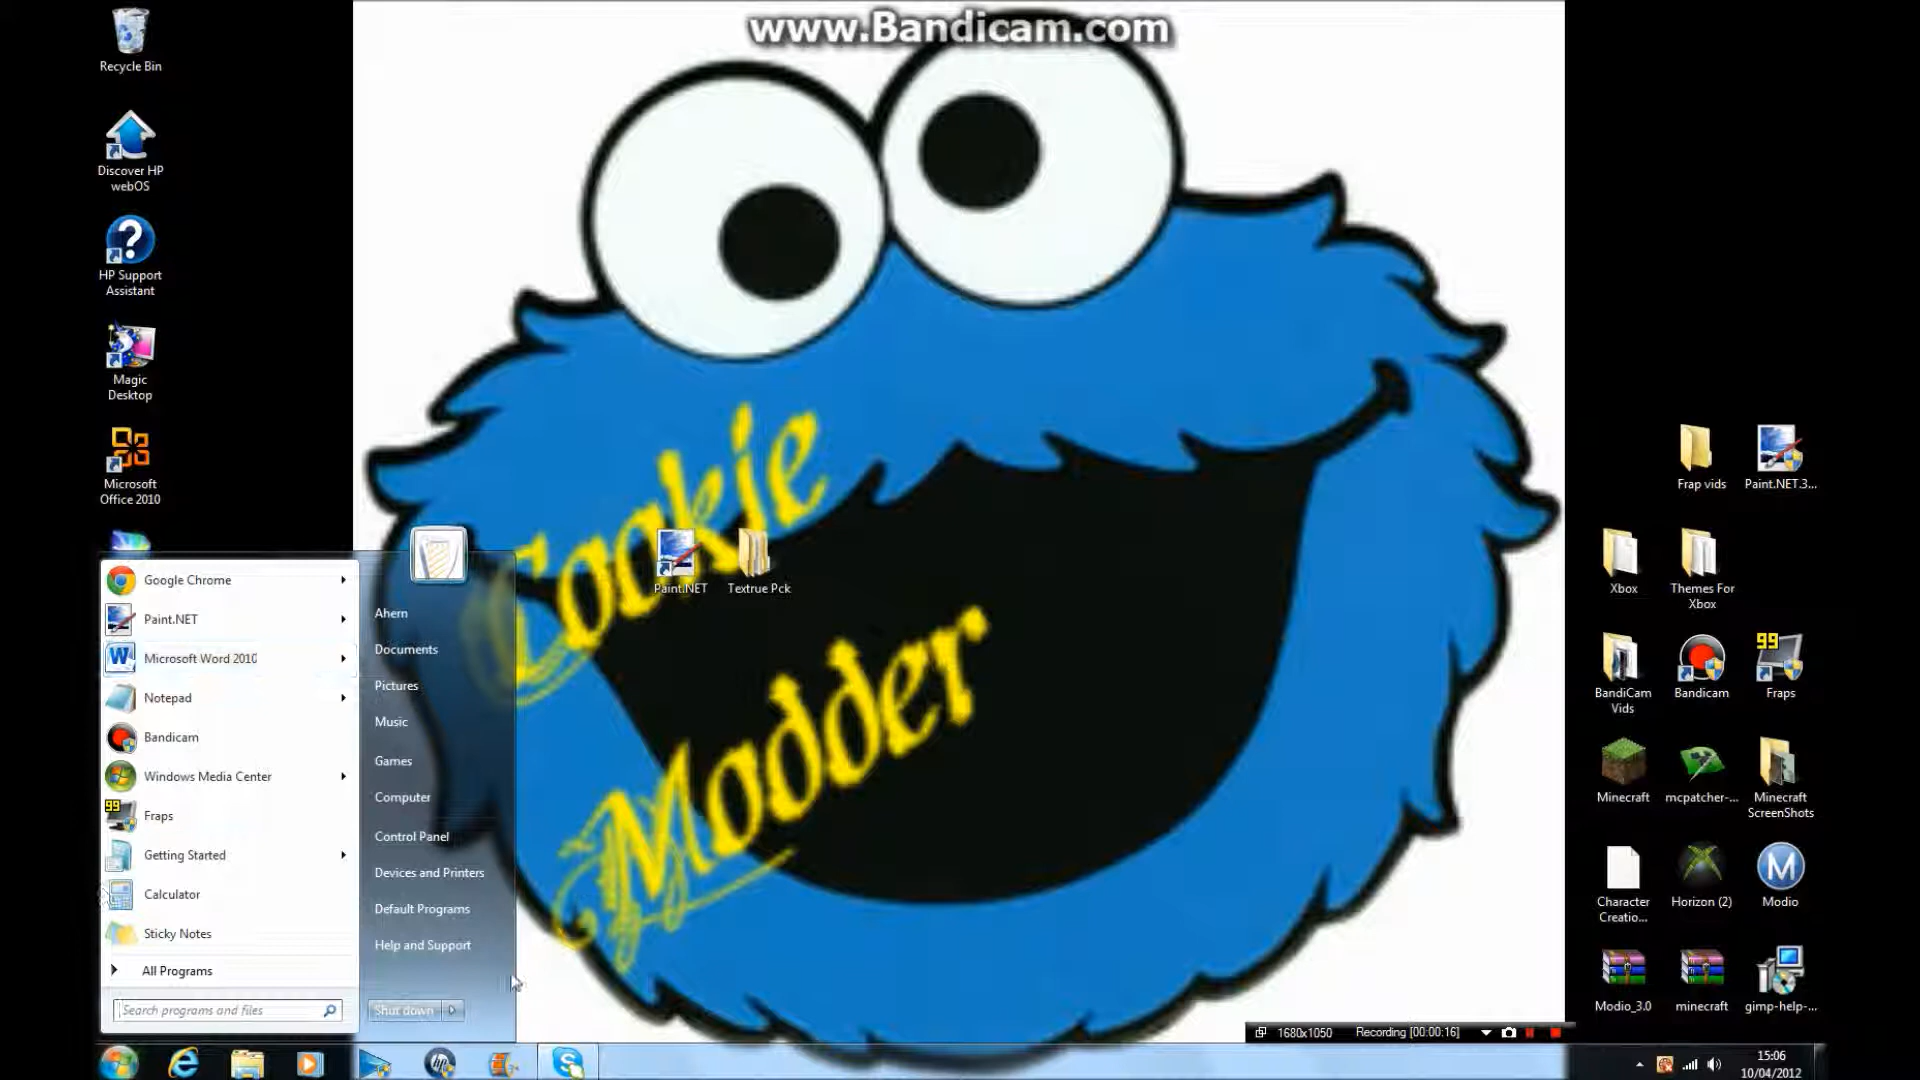 www.Bandicam.com
Recycle Bin
Discover HP
webOS
HP Support
Assistant
Magic
Desktop
Microsoft
Office 2010
Cookie
Modder
Paint.NET
Textrue Pck
Frap vids
Paint.NET.3...
Xbox
Themes For
Xbox
BandiCam
Vids
Bandicam
99
Fraps
Minecraft
mcpatcher-...
Minecraft
ScreenShots
Character
Creatio...
Horizon (2)
M
Modio
Modio_3.0
minecraft
gimp-help-...
Google Chrome
Paint.NET
Microsoft Word 2010
Notepad
Bandicam
Windows Media Center
99
Fraps
Getting Started
Calculator
Sticky Notes
All Programs
Search programs and files
Ahern
Documents
Pictures
Music
Games
Computer
Control Panel
Devices and Printers
Default Programs
Help and Support
Shut down
1680x1050
Recording [00:00:16]
15:06
10/04/2012